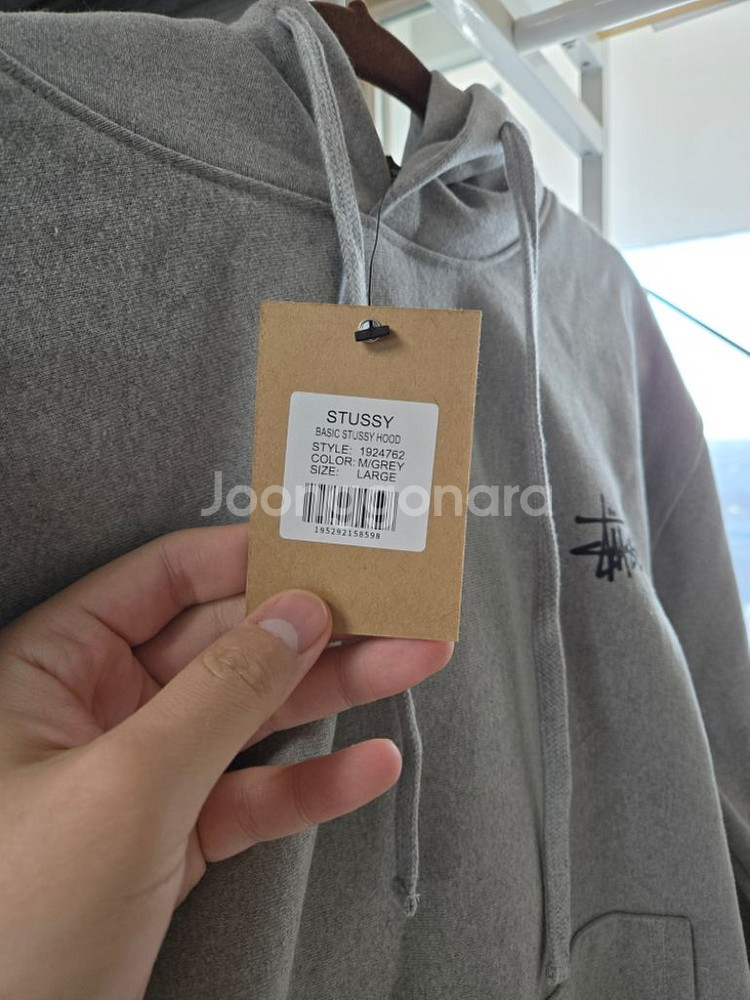 STUSSY
BASIC STUSSY HOOD
STYLE: 1924762
COLOR: M/GREY
SIZE: LARGE
195292158598
Joonggonara